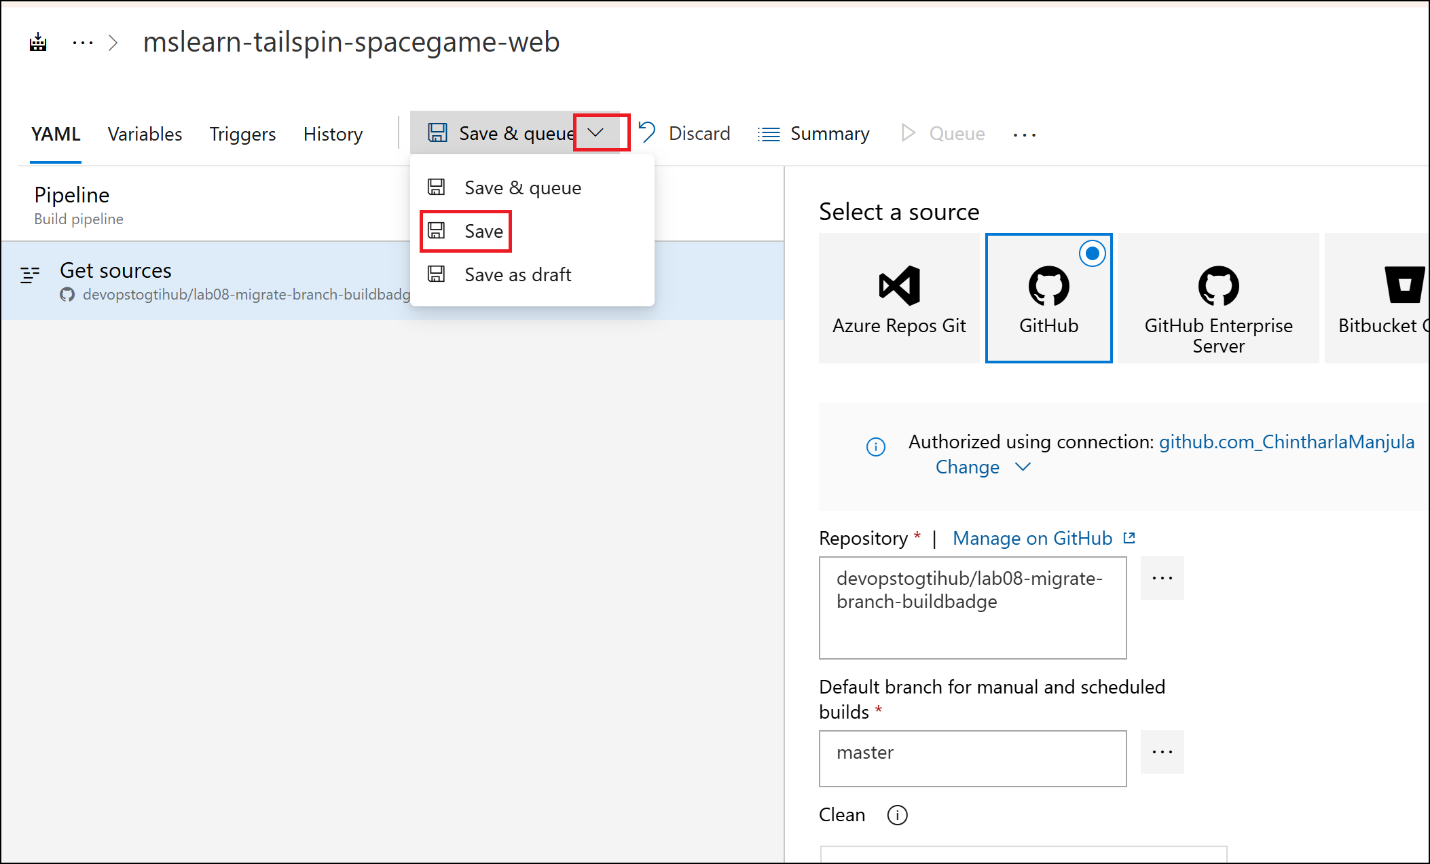 mslearn-tailspin-spacegame-web
YAML Variables Triggers History Save & queue Discard Summary Queue
Save & queue
Save
Save as draft
Pipeline
Build pipeline
Get sources
devopstogtihub/lab08-migrate-branch-buildbadg
Select a source
Azure Repos Git
GitHub
GitHub Enterprise
Server
Bitbucket C
Authorized using connection: github.com_ChintharlaManjula
Change
Repository * | Manage on GitHub
devopstogtihub/lab08-migrate-
branch-buildbadge
Default branch for manual and scheduled
builds *
master
Clean